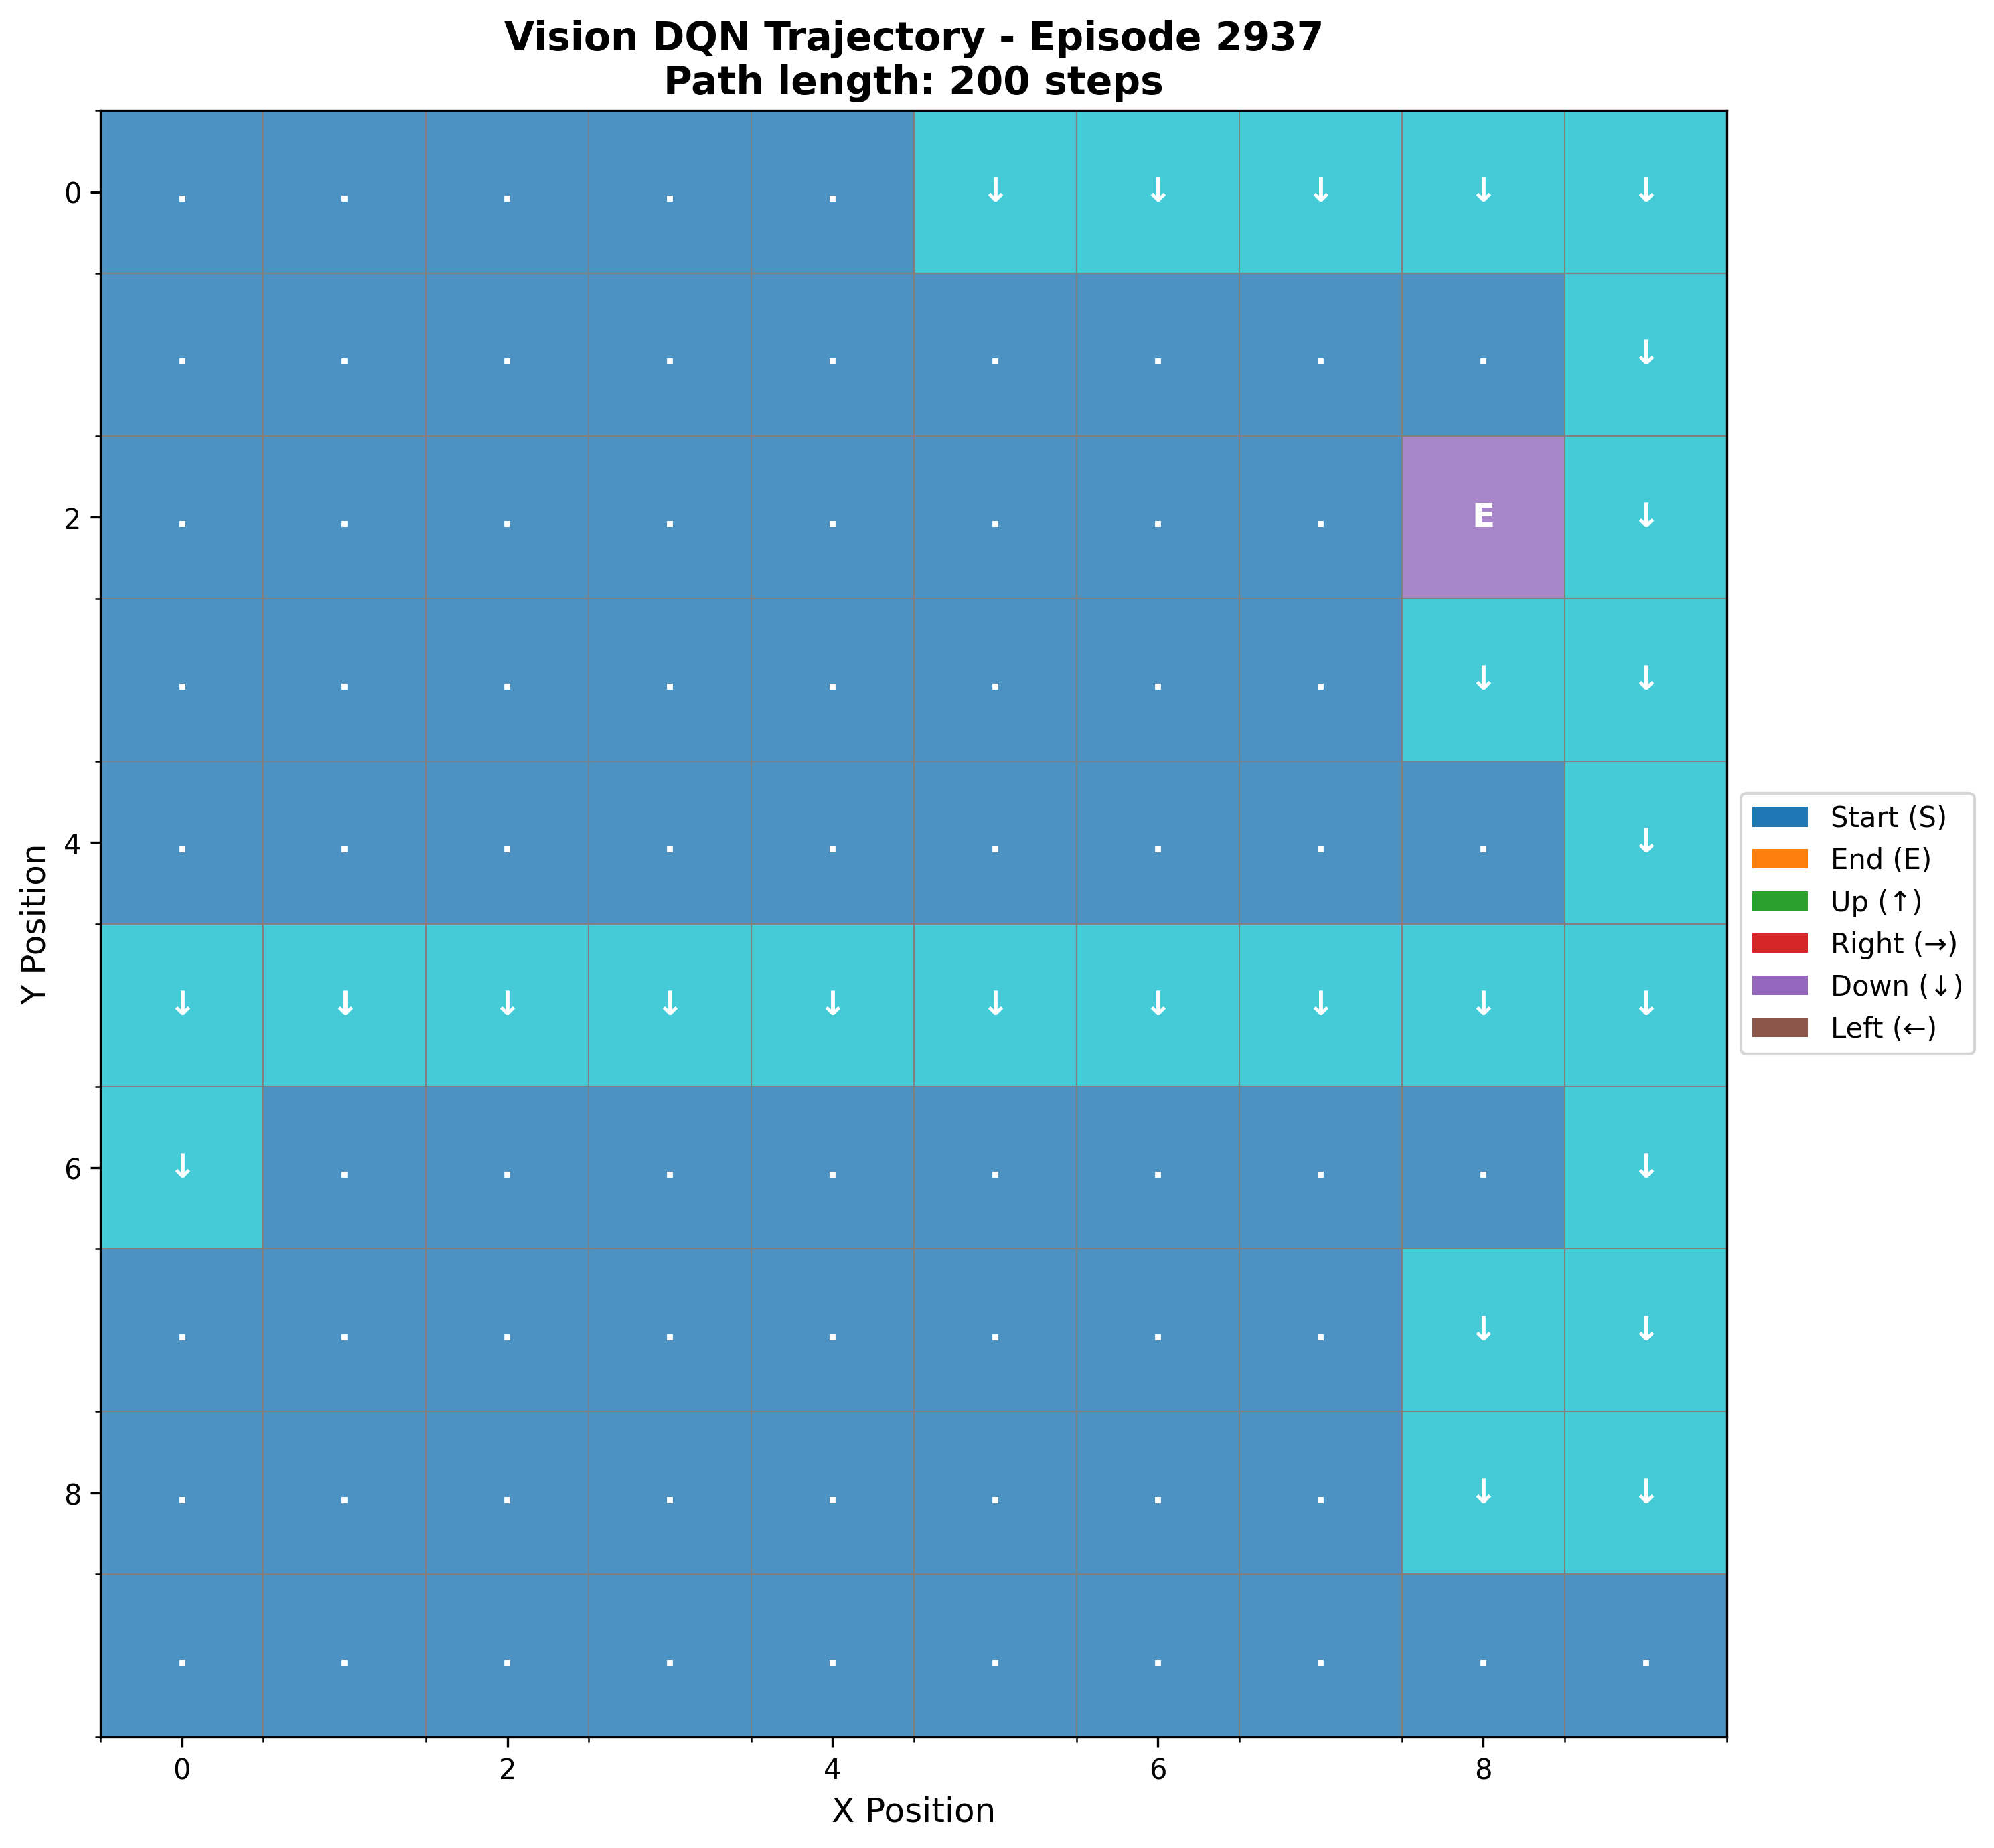 Vision DQN Trajectory - Episode 2937
Path length: 200 steps
0 . . . . . ↓ ↓ ↓ ↓ ↓
. . . . . . . . . ↓
2 . . . . . . . . E ↓
. . . . . . . . ↓ ↓
4 . . . . . . . . . ↓
↓ ↓ ↓ ↓ ↓ ↓ ↓ ↓ ↓ ↓
6 ↓ . . . . . . . . ↓
. . . . . . . . ↓ ↓
8 . . . . . . . . ↓ ↓
. . . . . . . . . .
0 2 4 6 8
X Position
Y Position
Start (S)
End (E)
Up (↑)
Right (→)
Down (↓)
Left (←)